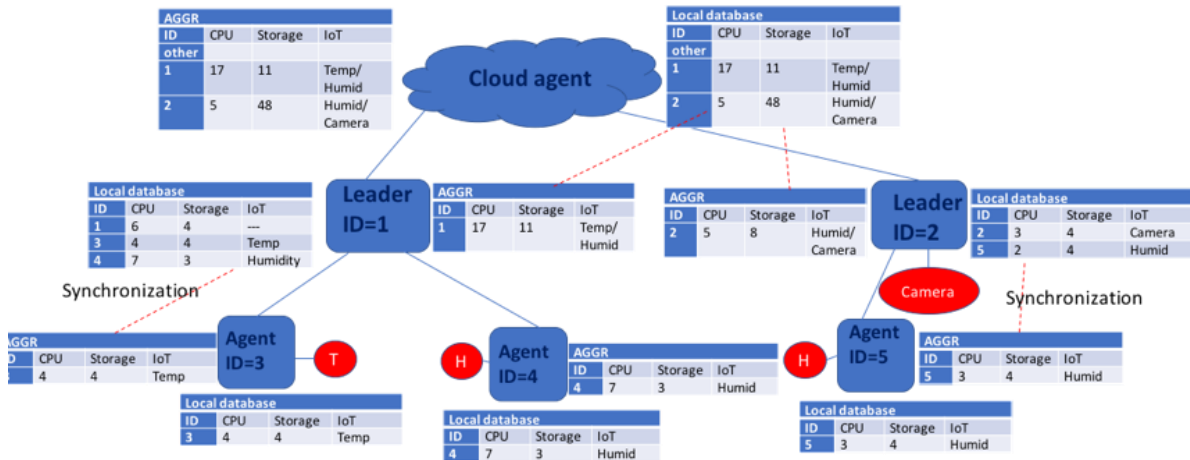 AGGR
ID CPU Storage IoT
other
1 17 11 Temp/
Humid
2 5 48 Humid/
Camera
Cloud agent
Local database
ID CPU Storage IoT
other
1 17 11 Temp/
Humid
2 5 48 Humid/
Camera
Local database
ID CPU Storage IoT
1 6 4 ---
3 4 4 Temp
4 7 3 Humidity
Leader
ID=1
AGGR
ID CPU Storage IoT
1 17 11 Temp/
Humid
AGGR
ID CPU Storage IoT
2 5 8 Humid/
Camera
Leader
ID=2
Local database
ID CPU Storage IoT
2 3 4 Camera
5 2 4 Humid
Synchronization
Camera
Synchronization
AGGR
ID CPU Storage IoT
4 4 Temp
Agent
ID=3
T
H
Agent
ID=4
AGGR
ID CPU Storage IoT
4 7 3 Humid
H
Agent
ID=5
AGGR
ID CPU Storage IoT
5 3 4 Humid
Local database
ID CPU Storage IoT
3 4 4 Temp
Local database
ID CPU Storage IoT
4 7 3 Humid
Local database
ID CPU Storage IoT
5 3 4 Humid